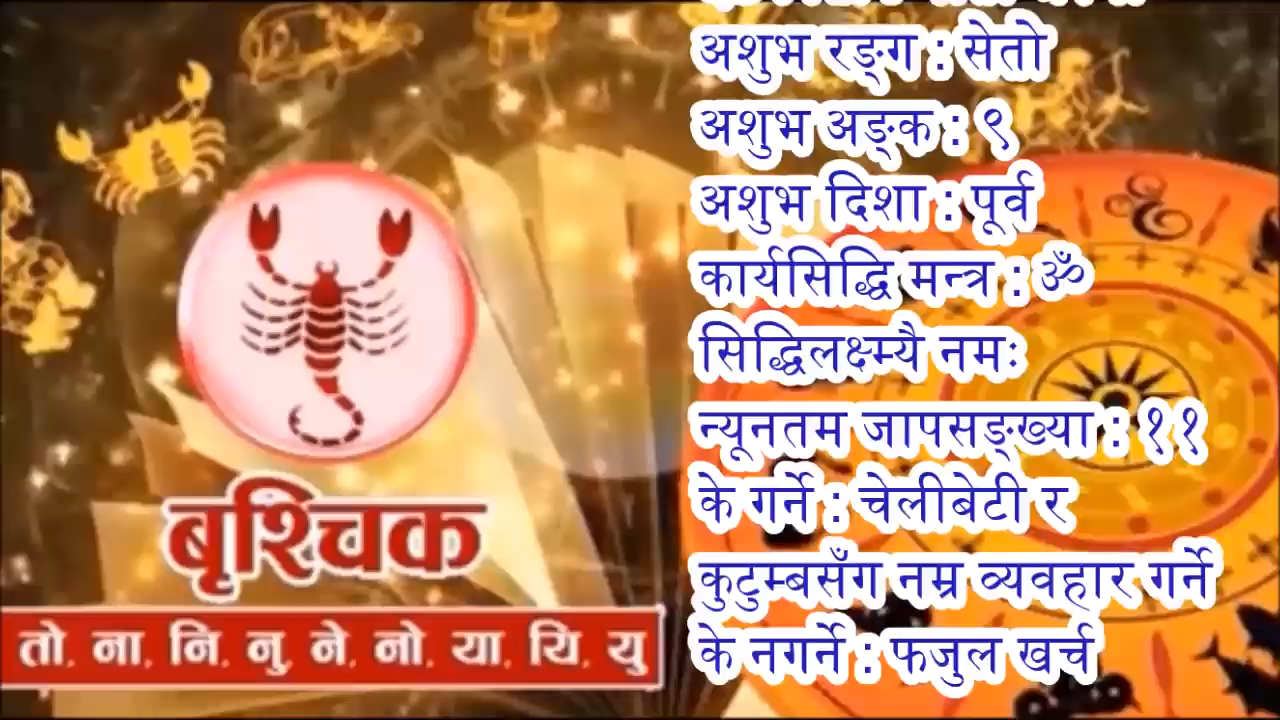 अशुभ रङ्ग : सेतो
अशुभ अङ्क : ९
अशुभ दिशा : पूर्व
कार्यसिद्धि मन्त्र : ॐ
सिद्धिलक्ष्म्यै नमः
न्यूनतम जापसङ्ख्या : ११
के गर्ने : चेलीबेटी र
कुटुम्बसँग नम्र व्यवहार गर्ने
के नगर्ने : फजुल खर्च
बृश्चिक
तो. ना. नि. नु. ने. नो. या. यि. यु